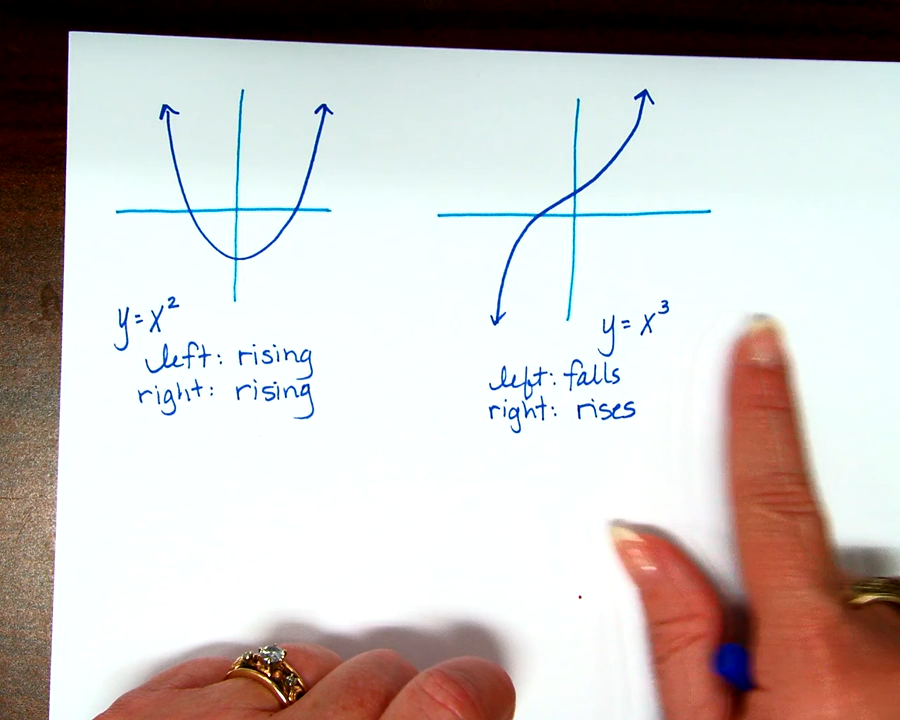 y = x²
left: rising
right: rising
y = x³
left: falls
right: rises